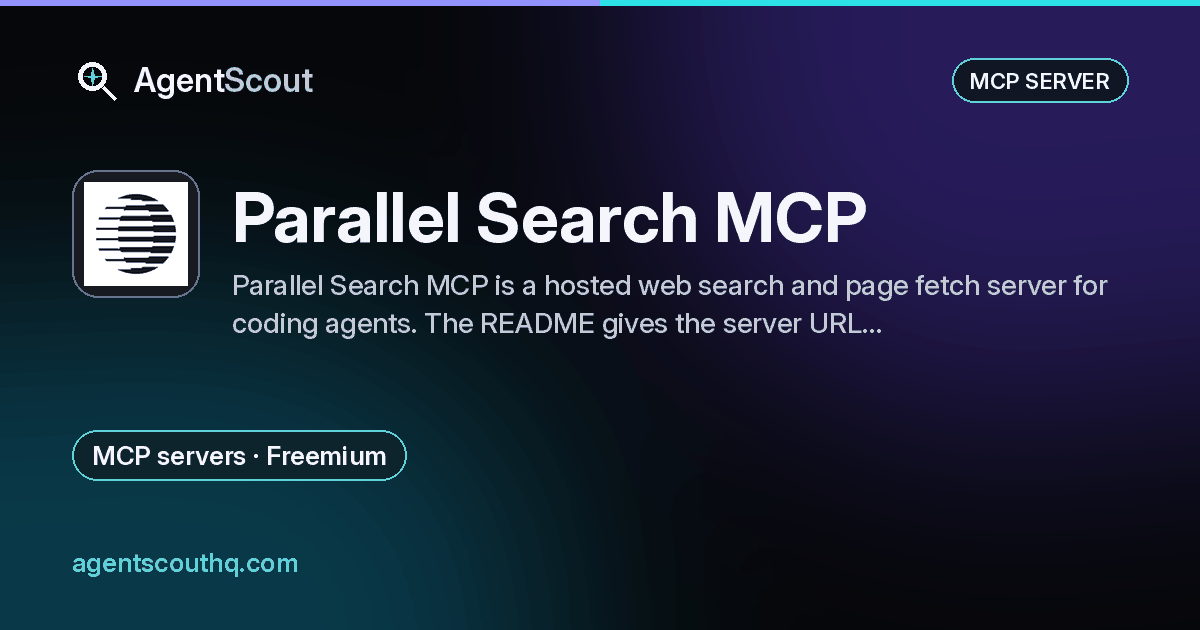 AgentScout
MCP SERVER
Parallel Search MCP
Parallel Search MCP is a hosted web search and page fetch server for
coding agents. The README gives the server URL...
MCP servers · Freemium
agentscouthq.com